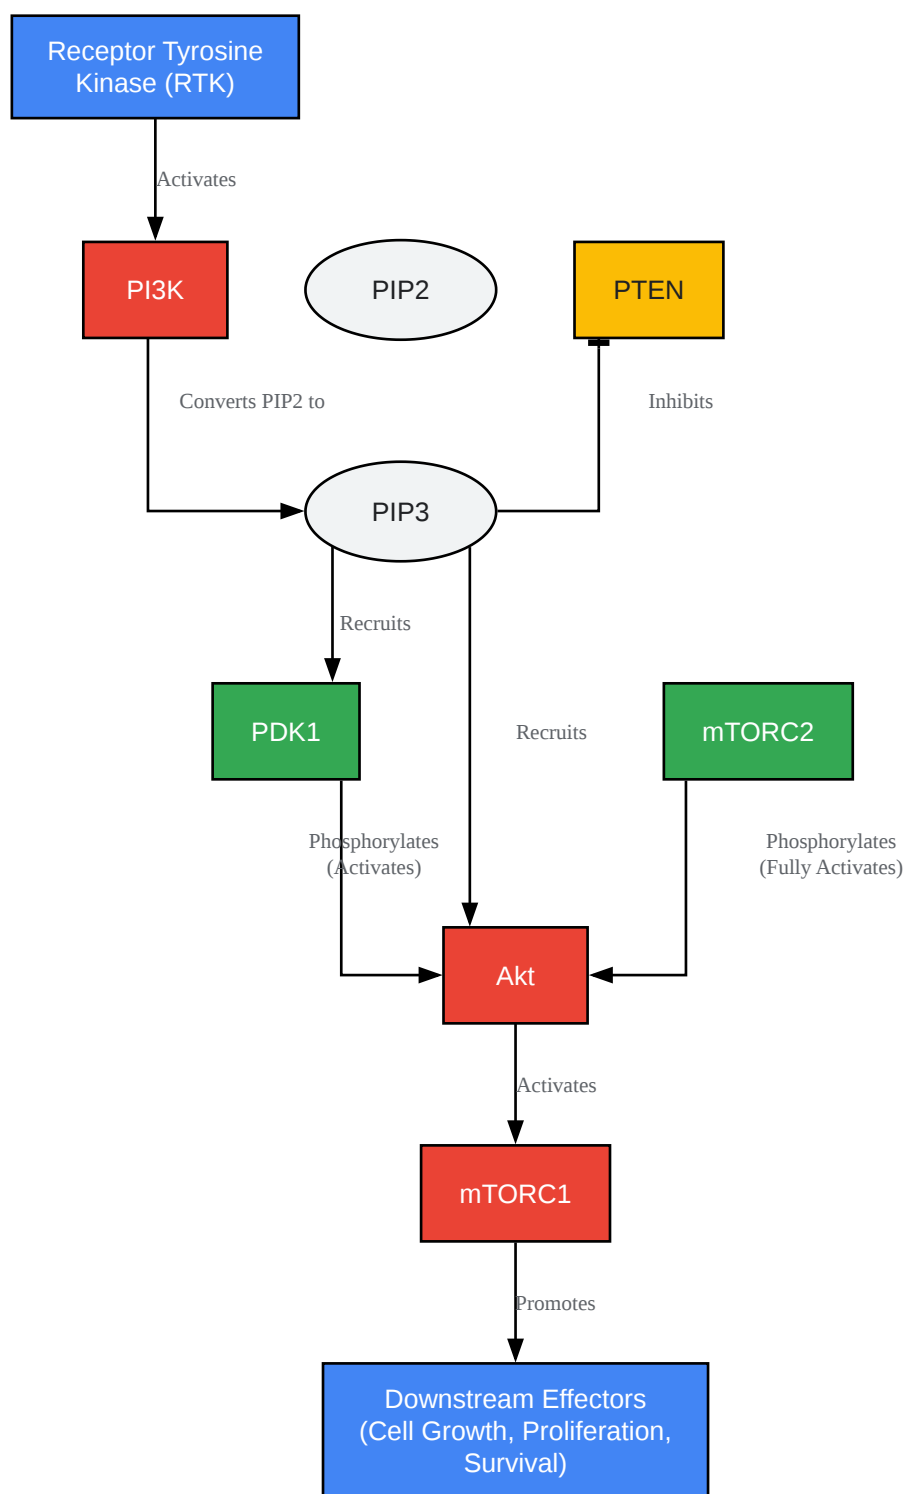 Receptor Tyrosine
Kinase (RTK)
Activates
PI3K
PIP2
PTEN
Converts PIP2 to
Inhibits
PIP3
Recruits
PDK1
Recruits
mTORC2
Phosphorylates
(Activates)
Phosphorylates
(Fully Activates)
Akt
Activates
mTORC1
Promotes
Downstream Effectors
(Cell Growth, Proliferation,
Survival)